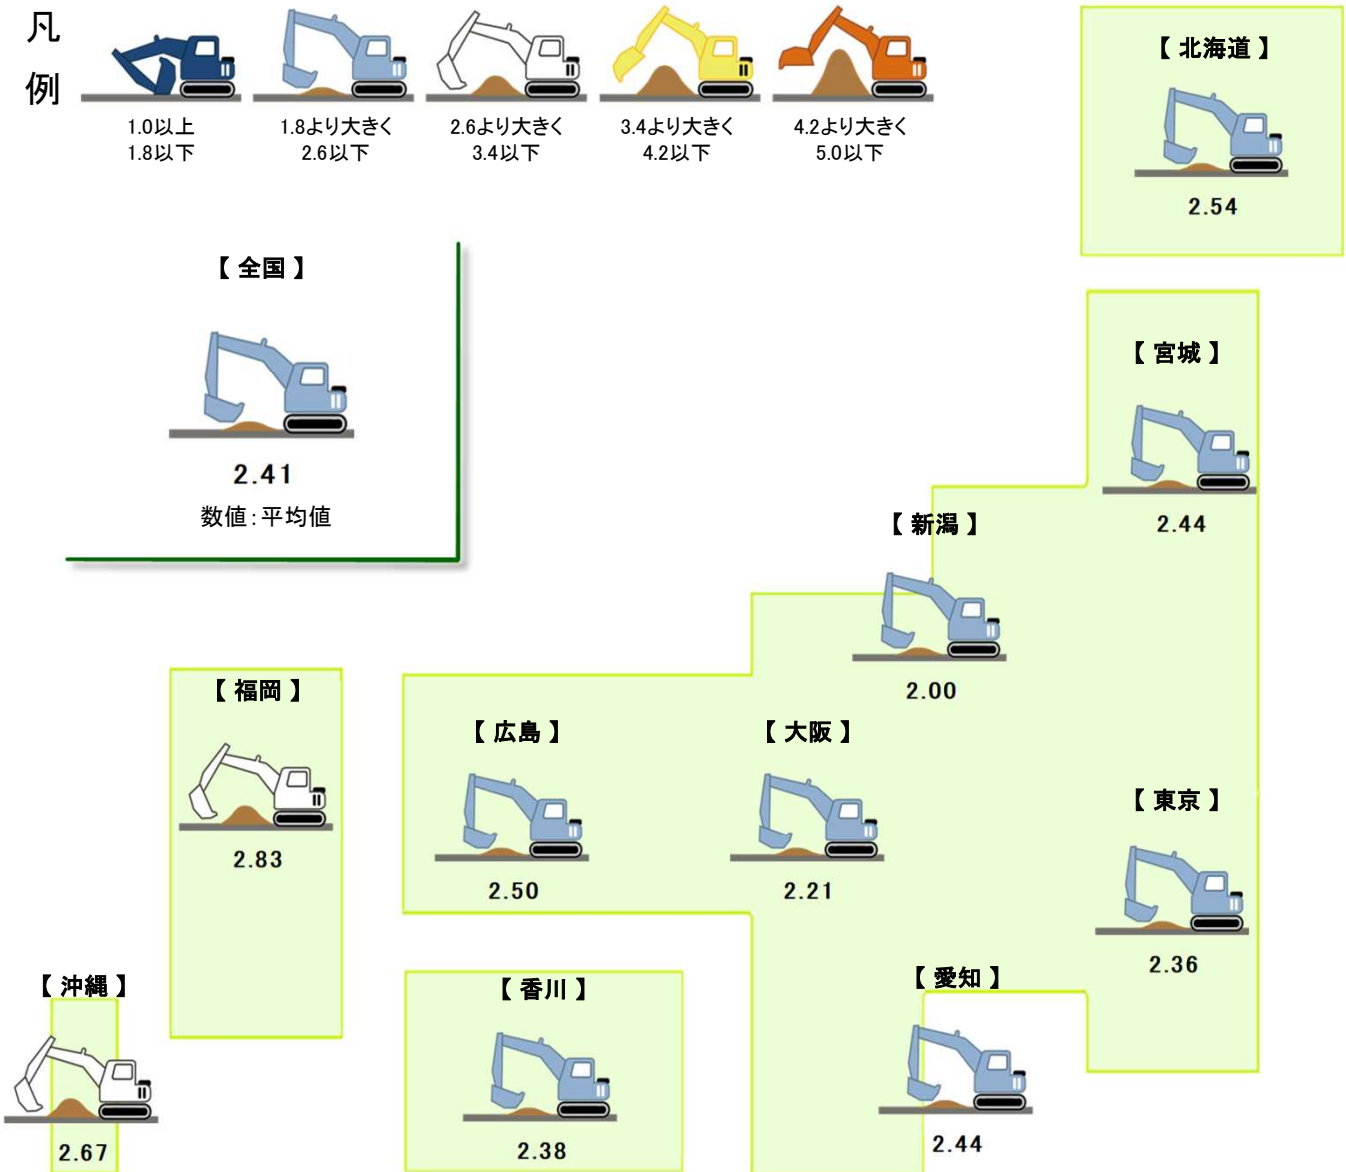 凡
例
1.0以上
1.8以下
1.8より大きく
2.6以下
2.6より大きく
3.4以下
3.4より大きく
4.2以下
4.2より大きく
5.0以下
【 北海道 】
2.54
【 全国 】
2.41
数値:平均値
【 宮城 】
2.44
【 新潟 】
2.00
【 福岡 】
2.83
【 広島 】
2.50
【 大阪 】
2.21
【 東京 】
2.36
【 沖縄 】
2.67
【 香川 】
2.38
【 愛知 】
2.44